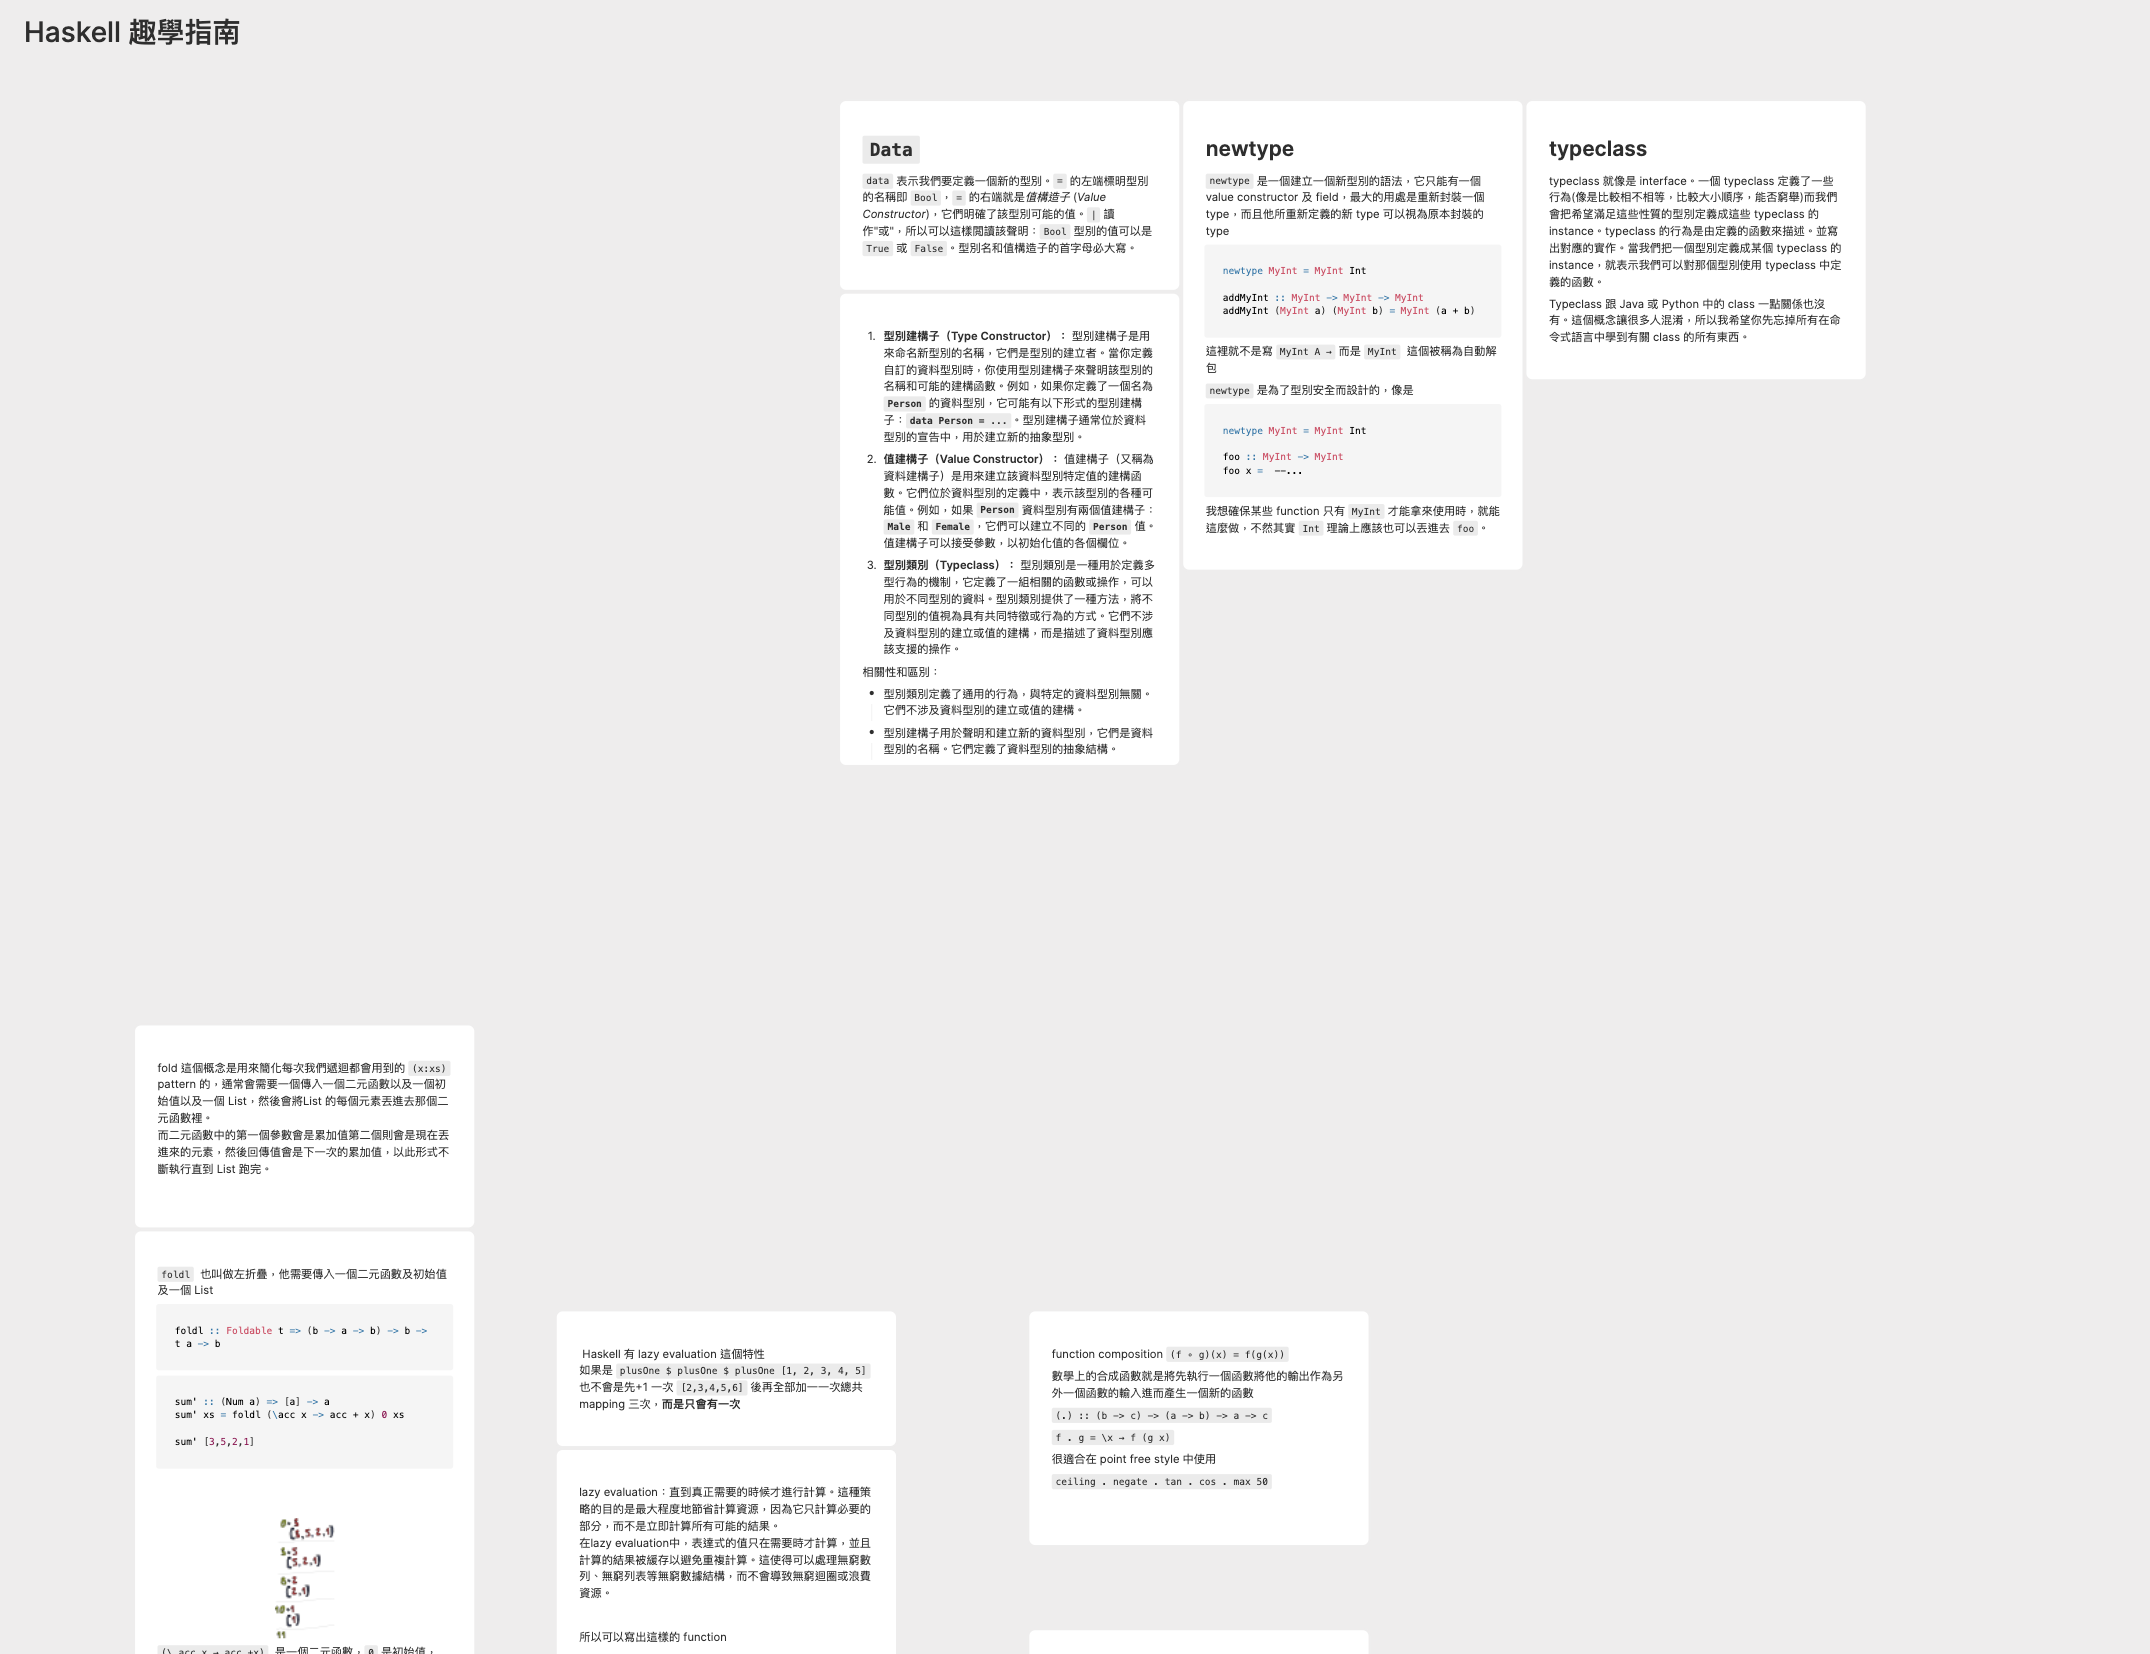 Haskell 趣學指南
Data
data 表示我們要定義一個新的型別。= 的左端標明型別
的名稱即 Bool，= 的右端就是值構造子 (Value
Constructor)，它們明確了該型別可能的值。| 讀
作"或"，所以可以這樣閱讀該聲明：Bool 型別的值可以是
True 或 False。型別名和值構造子的首字母必大寫。
1. 型別建構子（Type Constructor）： 型別建構子是用
來命名新型別的名稱，它們是型別的建立者。當你定義
自訂的資料型別時，你使用型別建構子來聲明該型別的
名稱和可能的建構函數。例如，如果你定義了一個名為
Person 的資料型別，它可能有以下形式的型別建構
子：data Person = ...。型別建構子通常位於資料
型別的宣告中，用於建立新的抽象型別。
2. 值建構子（Value Constructor）： 值建構子（又稱為
資料建構子）是用來建立該資料型別特定值的建構函
數。它們位於資料型別的定義中，表示該型別的各種可
能值。例如，如果 Person 資料型別有兩個值建構子：
Male 和 Female，它們可以建立不同的 Person 值。
值建構子可以接受參數，以初始化值的各個欄位。
3. 型別類別（Typeclass）： 型別類別是一種用於定義多
型行為的機制，它定義了一組相關的函數或操作，可以
用於不同型別的資料。型別類別提供了一種方法，將不
同型別的值視為具有共同特徵或行為的方式。它們不涉
及資料型別的建立或值的建構，而是描述了資料型別應
該支援的操作。
相關性和區別：
• 型別類別定義了通用的行為，與特定的資料型別無關。
它們不涉及資料型別的建立或值的建構。
• 型別建構子用於聲明和建立新的資料型別，它們是資料
型別的名稱。它們定義了資料型別的抽象結構。
newtype
newtype 是一個建立一個新型別的語法，它只能有一個
value constructor 及 field，最大的用處是重新封裝一個
type，而且他所重新定義的新 type 可以視為原本封裝的
type
newtype MyInt = MyInt Int
addMyInt :: MyInt -> MyInt -> MyInt
addMyInt (MyInt a) (MyInt b) = MyInt (a + b)
這裡就不是寫 MyInt A → 而是 MyInt 這個被稱為自動解
包
newtype 是為了型別安全而設計的，像是
newtype MyInt = MyInt Int
foo :: MyInt -> MyInt
foo x =  --...
我想確保某些 function 只有 MyInt 才能拿來使用時，就能
這麼做，不然其實 Int 理論上應該也可以丟進去 foo。
typeclass
typeclass 就像是 interface。一個 typeclass 定義了一些
行為(像是比較相不相等，比較大小順序，能否窮舉)而我們
會把希望滿足這些性質的型別定義成這些 typeclass 的
instance。typeclass 的行為是由定義的函數來描述。並寫
出對應的實作。當我們把一個型別定義成某個 typeclass 的
instance，就表示我們可以對那個型別使用 typeclass 中定
義的函數。
Typeclass 跟 Java 或 Python 中的 class 一點關係也沒
有。這個概念讓很多人混淆，所以我希望你先忘掉所有在命
令式語言中學到有關 class 的所有東西。
fold 這個概念是用來簡化每次我們遞迴都會用到的 (x:xs)
pattern 的，通常會需要一個傳入一個二元函數以及一個初
始值以及一個 List，然後會將List 的每個元素丟進去那個二
元函數裡。
而二元函數中的第一個參數會是累加值第二個則會是現在丟
進來的元素，然後回傳值會是下一次的累加值，以此形式不
斷執行直到 List 跑完。
foldl 也叫做左折疊，他需要傳入一個二元函數及初始值
及一個 List
foldl :: Foldable t => (b -> a -> b) -> b ->
t a -> b
sum' :: (Num a) => [a] -> a
sum' xs = foldl (\acc x -> acc + x) 0 xs
sum' [3,5,2,1]
0+3
[3,5,2,1]
3+5
[5,2,1]
8+2
[2,1]
10+1
[1]
11
(\ acc x → acc +x) 是一個二元函數，0 是初始值，
Haskell 有 lazy evaluation 這個特性
如果是 plusOne $ plusOne $ plusOne [1, 2, 3, 4, 5]
也不會是先+1 一次 [2,3,4,5,6] 後再全部加一一次總共
mapping 三次，而是只會有一次
lazy evaluation：直到真正需要的時候才進行計算。這種策
略的目的是最大程度地節省計算資源，因為它只計算必要的
部分，而不是立即計算所有可能的結果。
在lazy evaluation中，表達式的值只在需要時才計算，並且
計算的結果被緩存以避免重複計算。這使得可以處理無窮數
列、無窮列表等無窮數據結構，而不會導致無窮迴圈或浪費
資源。
所以可以寫出這樣的 function
function composition (f ∘ g)(x) = f(g(x))
數學上的合成函數就是將先執行一個函數將他的輸出作為另
外一個函數的輸入進而產生一個新的函數
(.) :: (b -> c) -> (a -> b) -> a -> c
f . g = \x → f (g x)
很適合在 point free style 中使用
ceiling . negate . tan . cos . max 50